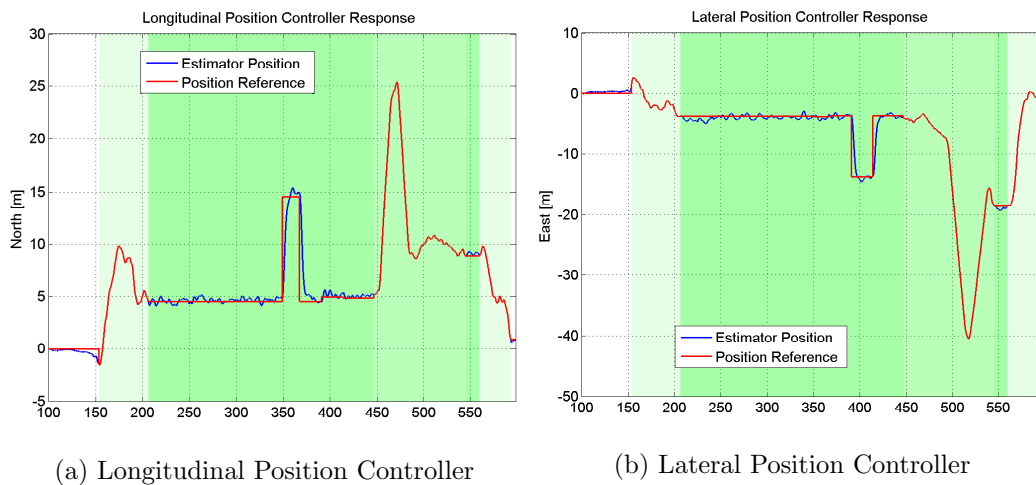 Longitudinal Position Controller Response
30
25
20
15
10
5
0
-5
North [m]
Estimator Position
Position Reference
100 150 200 250 300 350 400 450 500 550
(a) Longitudinal Position Controller
Lateral Position Controller Response
10
0
-10
-20
-30
-40
-50
East [m]
Estimator Position
Position Reference
100 150 200 250 300 350 400 450 500 550
(b) Lateral Position Controller